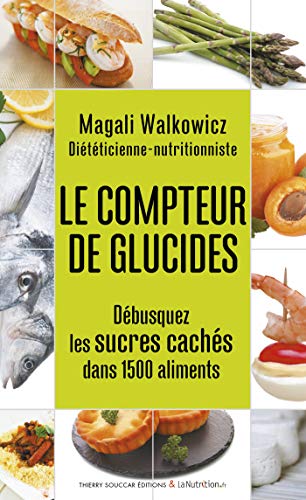 Magali Walkowicz
Diététicienne-nutritionniste
LE COMPTEUR
DE GLUCIDES
Débusquez
les sucres cachés
dans 1500 aliments
THIERRY SOUCCAR ÉDITIONS & LaNutrition.fr